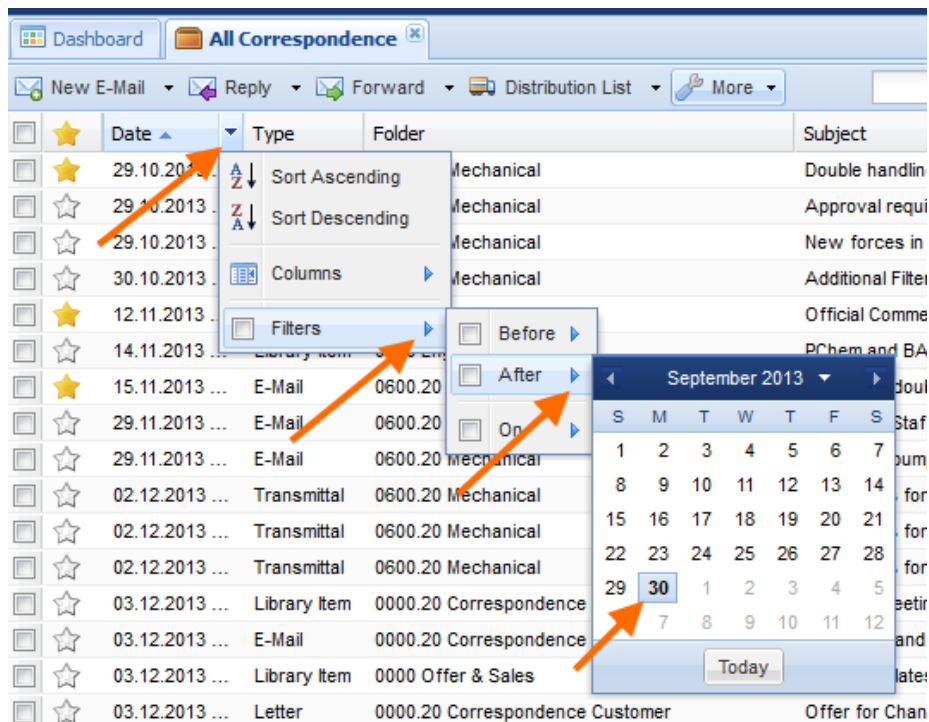 Dashboard All Correspondence
New E-Mail Reply Forward Distribution List More
Date Type Folder Subject
29.10.2013 Mechanical Double handlin
29.10.2013 . Mechanical Approval requi
29.10.2013 . Mechanical New forces in
30.10.2013 . Mechanical Additional Filter
12.11.2013 . Official Comme
14.11.2013 ... Library Item PChem and BA
15.11.2013 ... E-Mail 0600.20
29.11.2013 ... E-Mail 0600.20
29.11.2013 ... E-Mail 0600.20 Mechanical
02.12.2013 ... Transmittal 0600.20 Mechanical for
02.12.2013 ... Transmittal 0600.20 Mechanical for
02.12.2013 ... Transmittal 0600.20 Mechanical for
03.12.2013 ... Library Item 0000.20 Correspondence
03.12.2013 ... E-Mail 0000.20 Correspondence and
03.12.2013 ... Library Item 0000 Offer & Sales
03.12.2013 ... Letter 0000.20 Correspondence Customer Offer for Chan
A Z Sort Ascending
Z A Sort Descending
Columns
Filters
Before
After
On
September 2013
S M T W T F S
1 2 3 4 5 6 7
8 9 10 11 12 13 14
15 16 17 18 19 20 21
22 23 24 25 26 27 28
29 30 1 2 3 4 5
7 8 9 10 11 12
Today